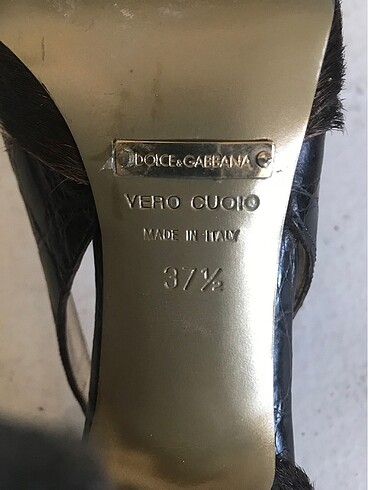 DOLCE&GABBANA
VERO CUOIO
MADE IN ITALY
37½